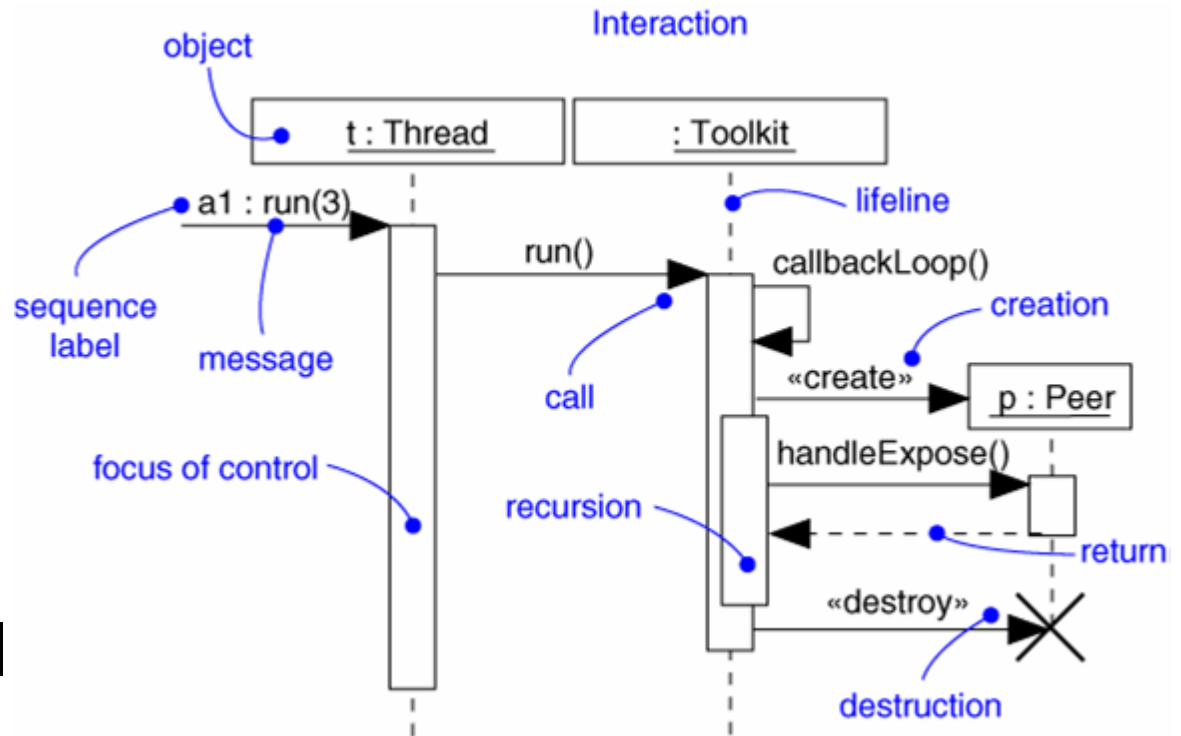 Interaction
object
t : Thread
: Toolkit
a1 : run(3)
lifeline
run()
callbackLoop()
sequence
label
message
creation
call
«create»
p : Peer
focus of control
handleExpose()
recursion
return
«destroy»
destruction